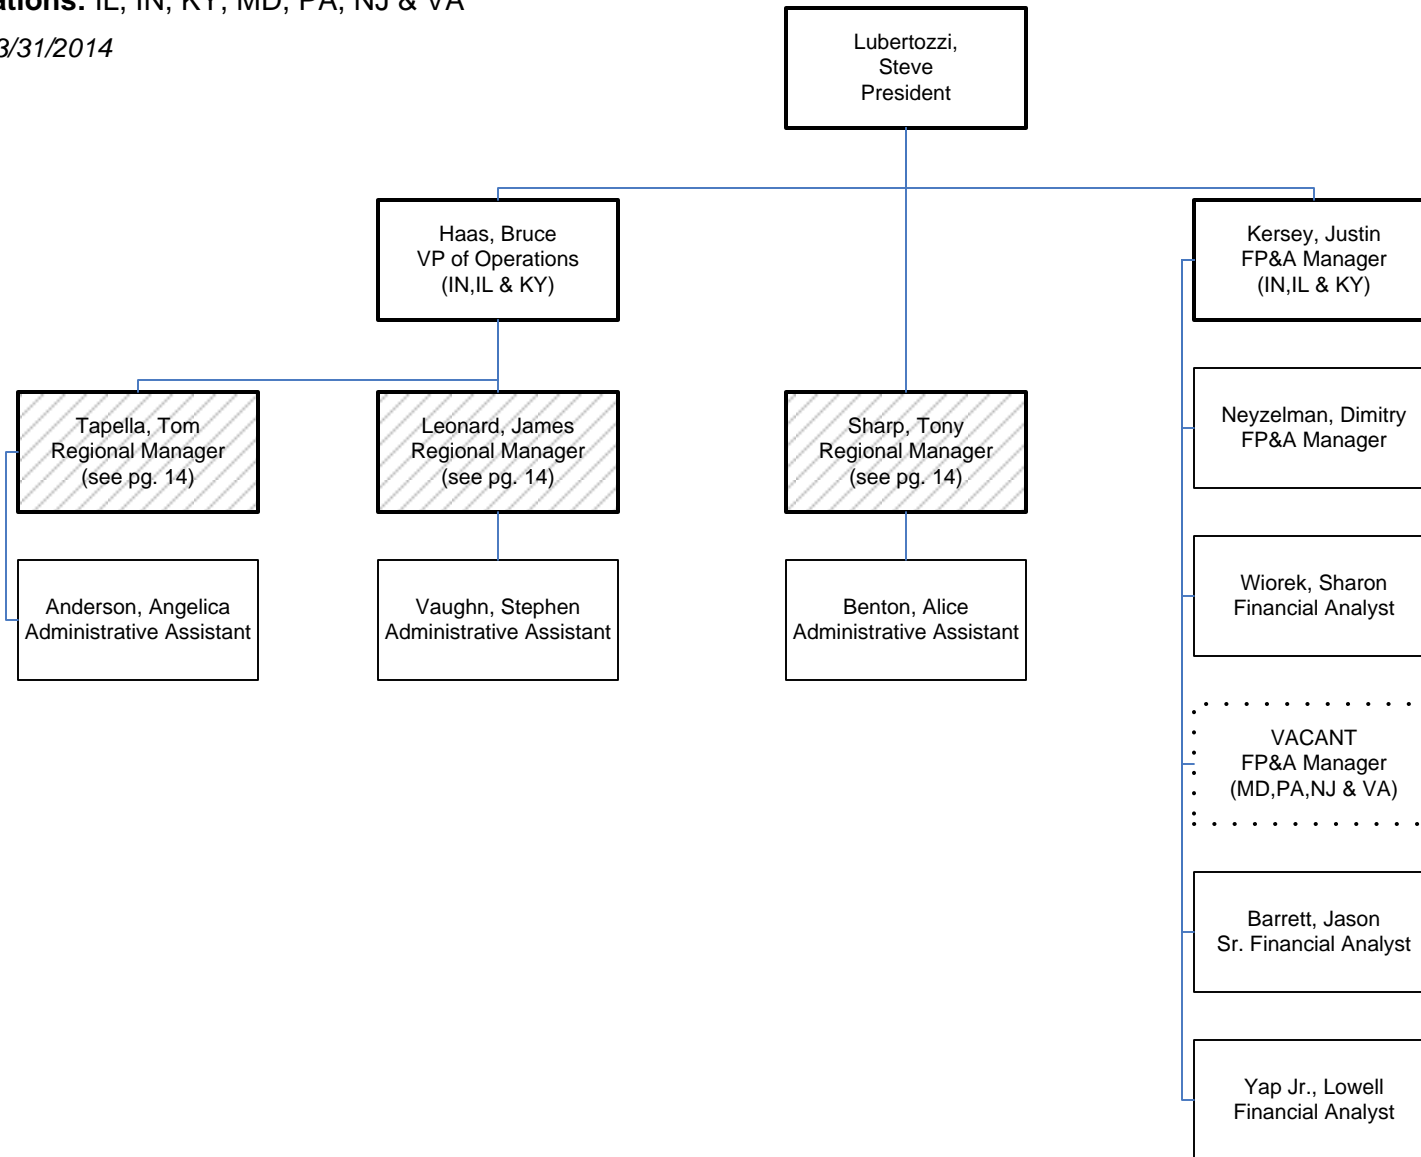 ations: IL, IN, KY, MD, PA, NJ & VA
3/31/2014
Lubertozzi,
Steve
President
Haas, Bruce
VP of Operations
(IN,IL & KY)
Kersey, Justin
FP&A Manager
(IN,IL & KY)
Tapella, Tom
Regional Manager
(see pg. 14)
Leonard, James
Regional Manager
(see pg. 14)
Sharp, Tony
Regional Manager
(see pg. 14)
Neyzelman, Dimitry
FP&A Manager
Anderson, Angelica
Administrative Assistant
Vaughn, Stephen
Administrative Assistant
Benton, Alice
Administrative Assistant
Wiorek, Sharon
Financial Analyst
VACANT
FP&A Manager
(MD,PA,NJ & VA)
Barrett, Jason
Sr. Financial Analyst
Yap Jr., Lowell
Financial Analyst